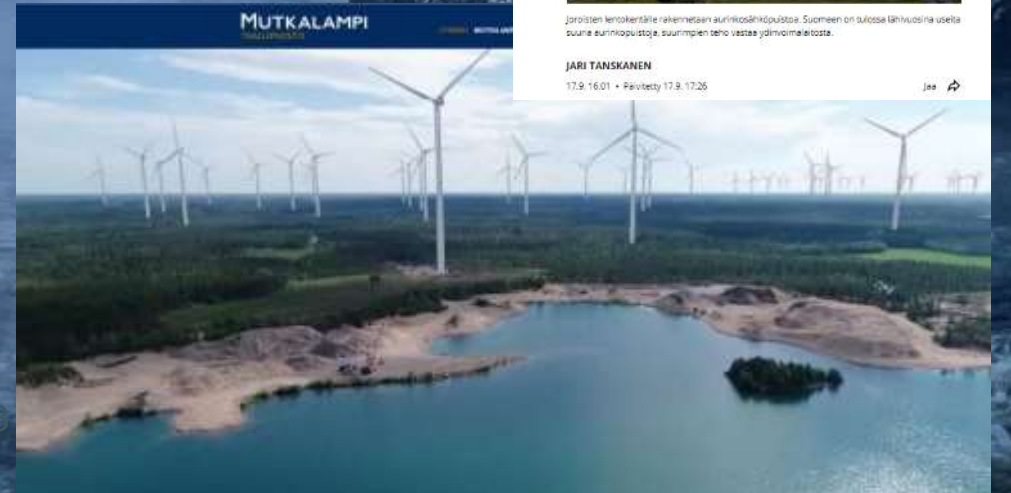 MUTKALAMPI
Joroisten lentokentälle rakennetaan aurinkosähköpuistoa. Suomeen on tulossa lähivuosina useita
suuria aurinkopuistoja, suurimpien teho vastaa ydinvoimalaitosta.
JARI TANSKANEN
17.9. 16:01 • Päivitetty 17.9. 17:26
Jaa